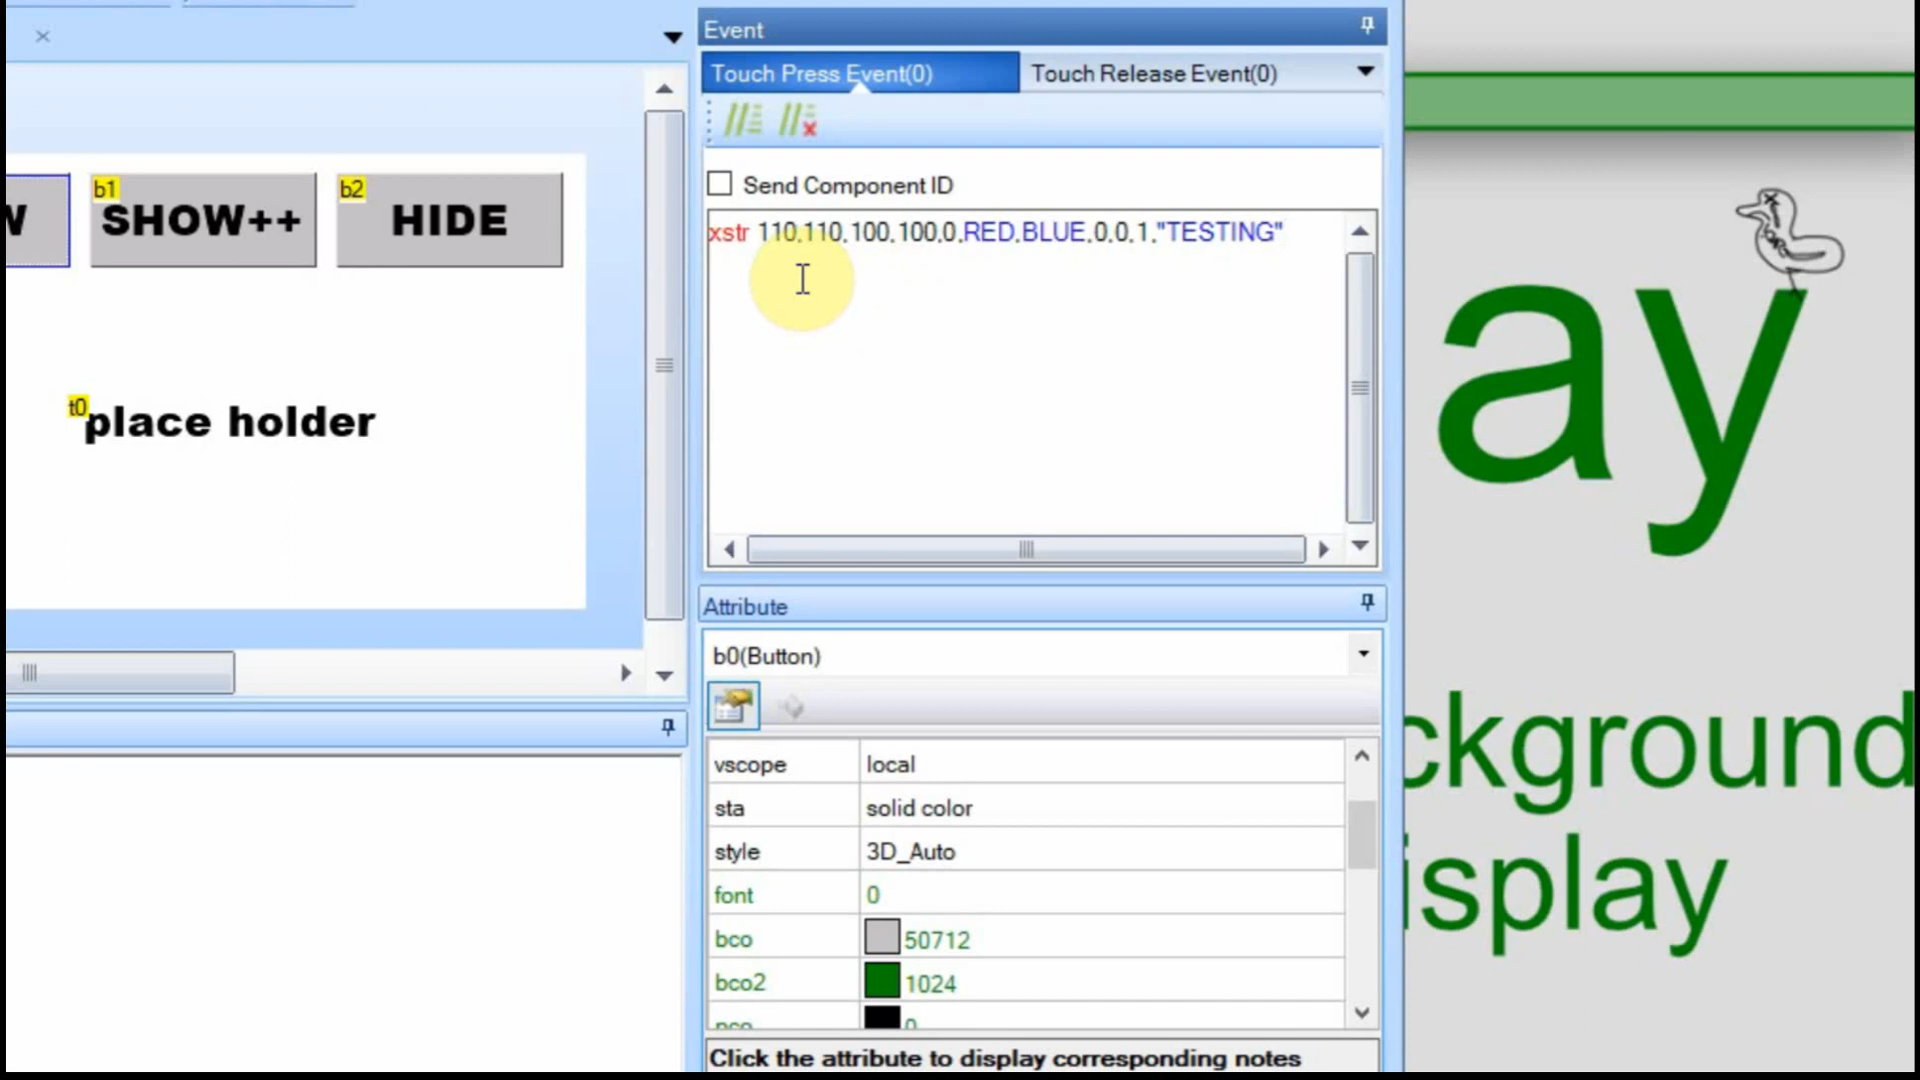 Event
Touch Press Event(0)
Touch Release Event(0)
Send Component ID
xstr 110,110,100,100,0,RED,BLUE,0,0,1,"TESTING"
W
b1
SHOW++
b2
HIDE
t0
place holder
Attribute
b0(Button)
vscope local
sta solid color
style 3D_Auto
font 0
bco 50712
bco2 1024
pco 0
Click the attribute to display corresponding notes
ay
ckground
isplay